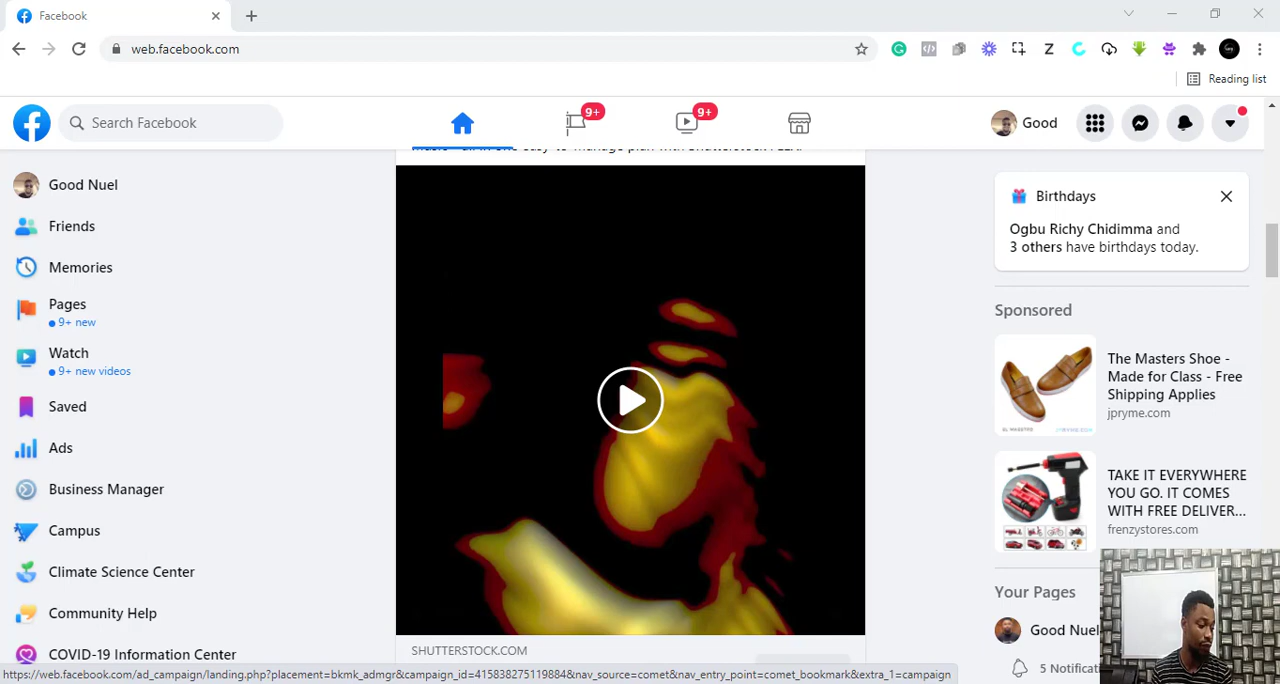 Facebook
web.facebook.com
Reading list
Search Facebook
9+
9+
Good
Good Nuel
Friends
Memories
Pages
9+ new
Watch
9+ new videos
Saved
Ads
Business Manager
Campus
Climate Science Center
Community Help
COVID-19 Information Center
SHUTTERSTOCK.COM
Birthdays
Ogbu Richy Chidimma and
3 others have birthdays today.
Sponsored
The Masters Shoe -
Made for Class - Free
Shipping Applies
jpryme.com
TAKE IT EVERYWHERE
YOU GO. IT COMES
WITH FREE DELIVER...
frenzystores.com
Your Pages
Good Nuel
5 Notificat
https://web.facebook.com/ad_campaign/landing.php?placement=bkmk_admgr&campaign_id=4158382751198848&nav_source=comet&nav_entry_point=comet_bookmark&extra_1=campaign